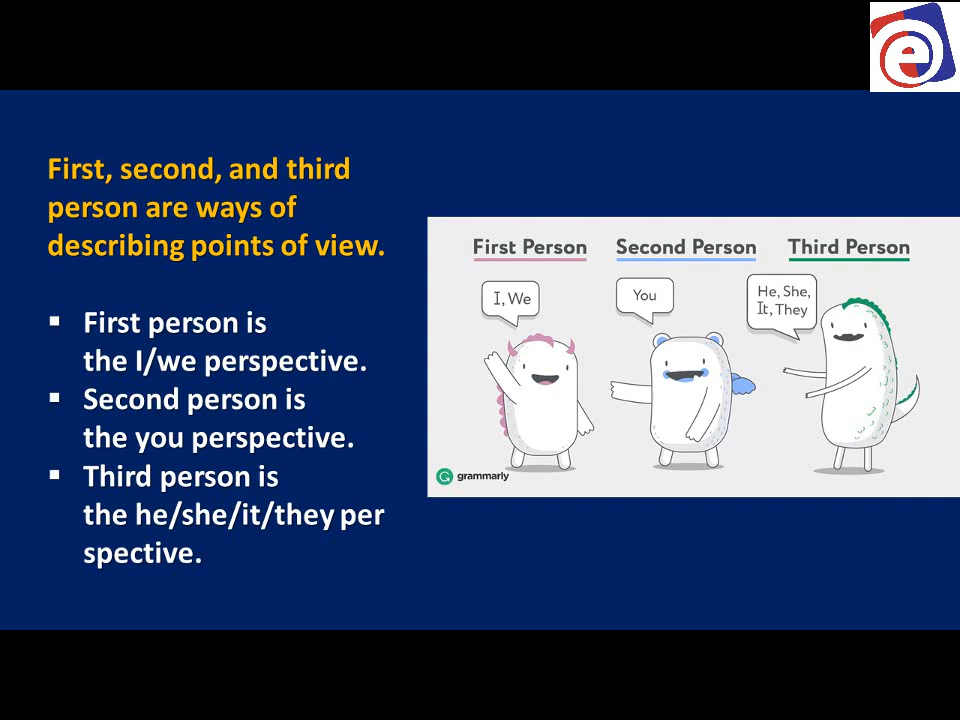 First, second, and third
person are ways of
describing points of view.
▪ First person is
the I/we perspective.
▪ Second person is
the you perspective.
▪ Third person is
the he/she/it/they per
spective.
First Person
Second Person
Third Person
I, We
You
He, She,
It, They
grammarly